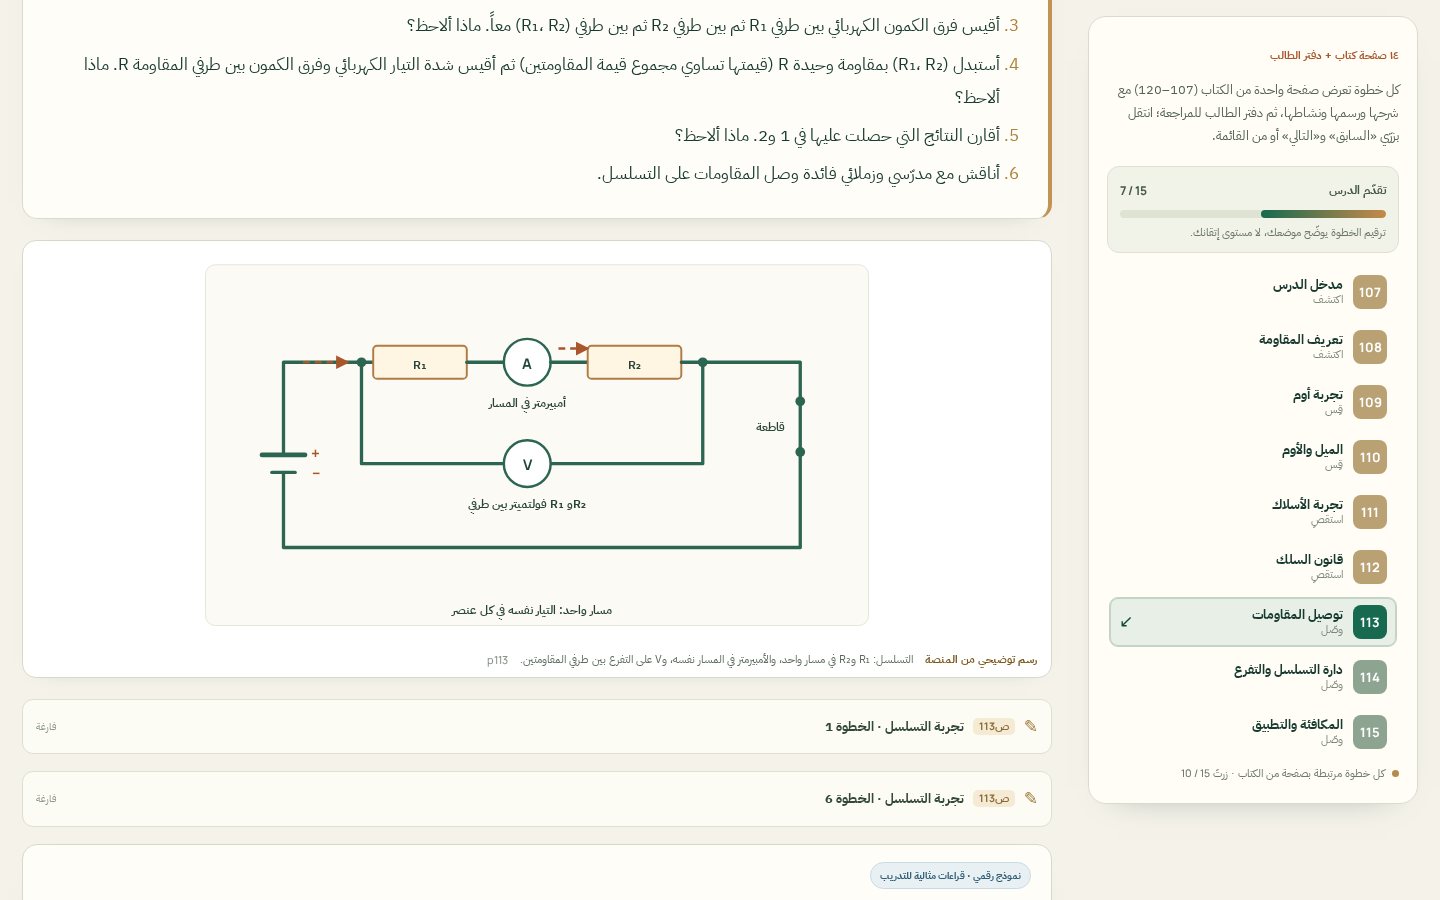 3. أقيس فرق الكمون الكهربائي بين طرفي R₁ ثم بين طرفي R₂ ثم بين طرفي (R₁، R₂) معاً. ماذا ألاحظ؟
4. أستبدل (R₁، R₂) بمقاومة وحيدة R (قيمتها تساوي مجموع قيمة المقاومتين) ثم أقيس شدة التيار الكهربائي وفرق الكمون بين طرفي المقاومة R. ماذا
ألاحظ؟
5. أقارن النتائج التي حصلت عليها في 1 و2. ماذا ألاحظ؟
6. أناقش مع مدرّسي وزملائي فائدة وصل المقاومات على التسلسل.
R₁
A
R₂
أمبيرمتر في المسار
قاطعة
+
−
V
فولتميتر بين طرفي R₁ وR₂
مسار واحد: التيار نفسه في كل عنصر
رسم توضيحي من المنصة التسلسل: R₁ وR₂ في مسار واحد، والأمبيرمتر في المسار نفسه، وV على التفرع بين طرفي المقاومتين. p113
✎ ص113 تجربة التسلسل · الخطوة 1 فارغة
✎ ص113 تجربة التسلسل · الخطوة 6 فارغة
نموذج رقمي · قراءات مثالية للتدريب
١٤ صفحة كتاب + دفتر الطالب
كل خطوة تعرض صفحة واحدة من الكتاب (107–120) مع
شرحها ورسمها ونشاطها، ثم دفتر الطالب للمراجعة؛ انتقل
بزرّي «السابق» و«التالي» أو من القائمة.
تقدّم الدرس 7 / 15
ترقيم الخطوة يوضّح موضعك، لا مستوى إتقانك.
107 مدخل الدرس
اكتشف
108 تعريف المقاومة
اكتشف
109 تجربة أوم
قِس
110 الميل والأوم
قِس
111 تجربة الأسلاك
استقصِ
112 قانون السلك
استقصِ
113 توصيل المقاومات ↙
وصّل
114 دارة التسلسل والتفرع
وصّل
115 المكافئة والتطبيق
وصّل
كل خطوة مرتبطة بصفحة من الكتاب · زرتَ 15 / 10